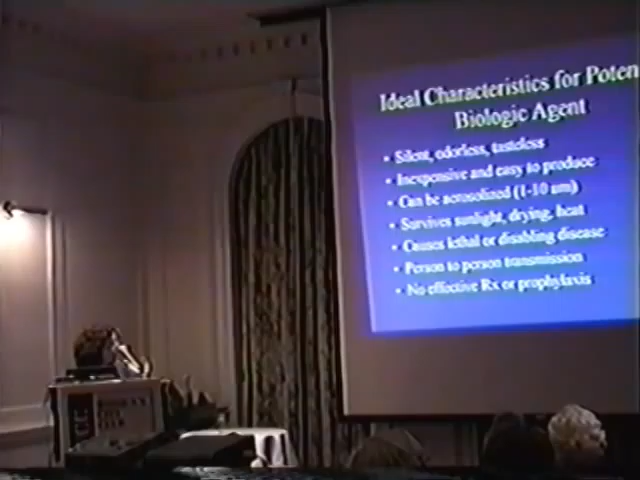 Ideal Characteristics for Poten
Biologic Agent
• Silent, odorless, tasteless
• Inexpensive and easy to produce
• Can be aerosolized (1-10 um)
• Survives sunlight, drying, heat
• Causes lethal or disabling disease
• Person to person transmission
• No effective Rx or prophylaxis